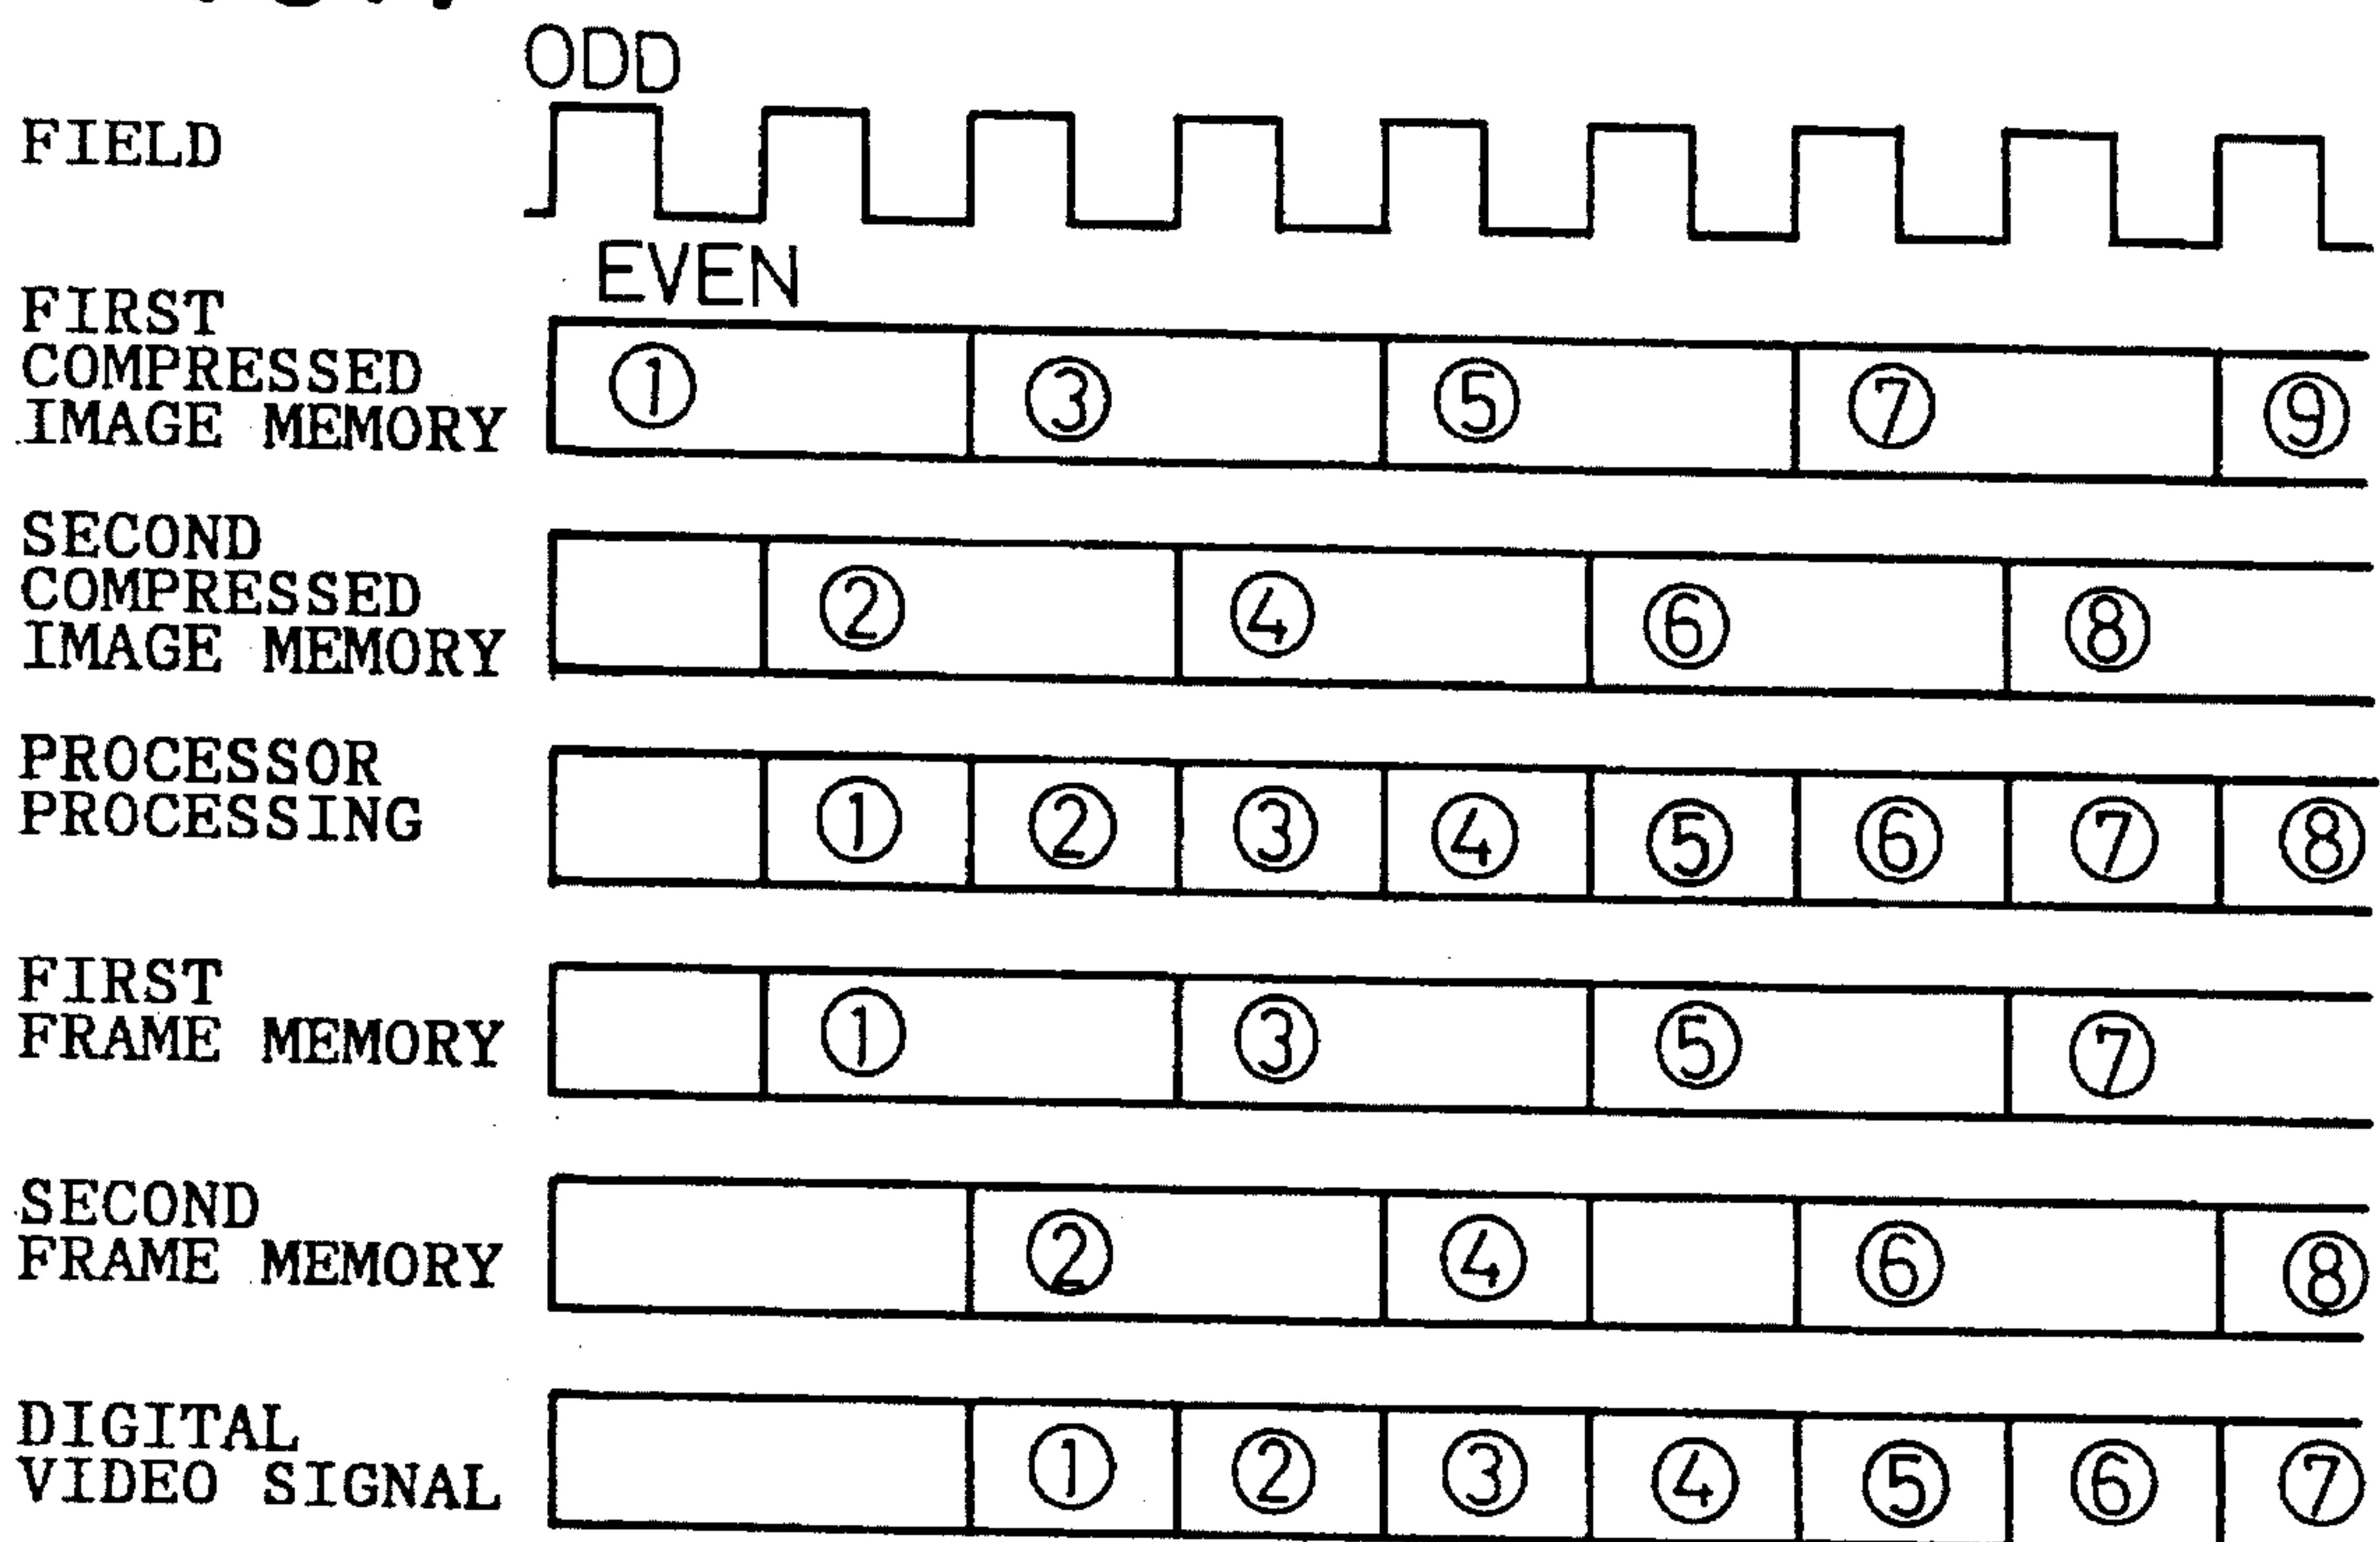 ODD
FIELD
EVEN
FIRST
COMPRESSED
IMAGE MEMORY
① ③ ⑤ ⑦ ⑨
SECOND
COMPRESSED
IMAGE MEMORY
② ④ ⑥ ⑧
PROCESSOR
PROCESSING
① ② ③ ④ ⑤ ⑥ ⑦ ⑧
FIRST
FRAME MEMORY
① ③ ⑤ ⑦
SECOND
FRAME MEMORY
② ④ ⑥ ⑧
DIGITAL
VIDEO SIGNAL
① ② ③ ④ ⑤ ⑥ ⑦